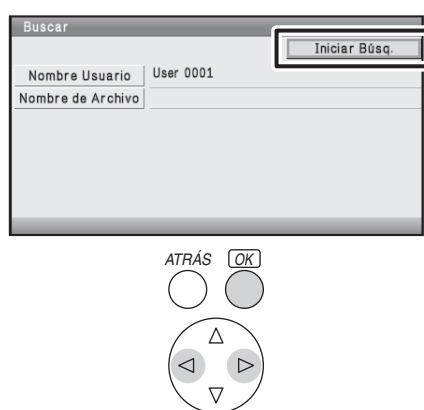 Buscar
Iniciar Búsq.
Nombre Usuario User 0001
Nombre de Archivo
ATRÁS OK